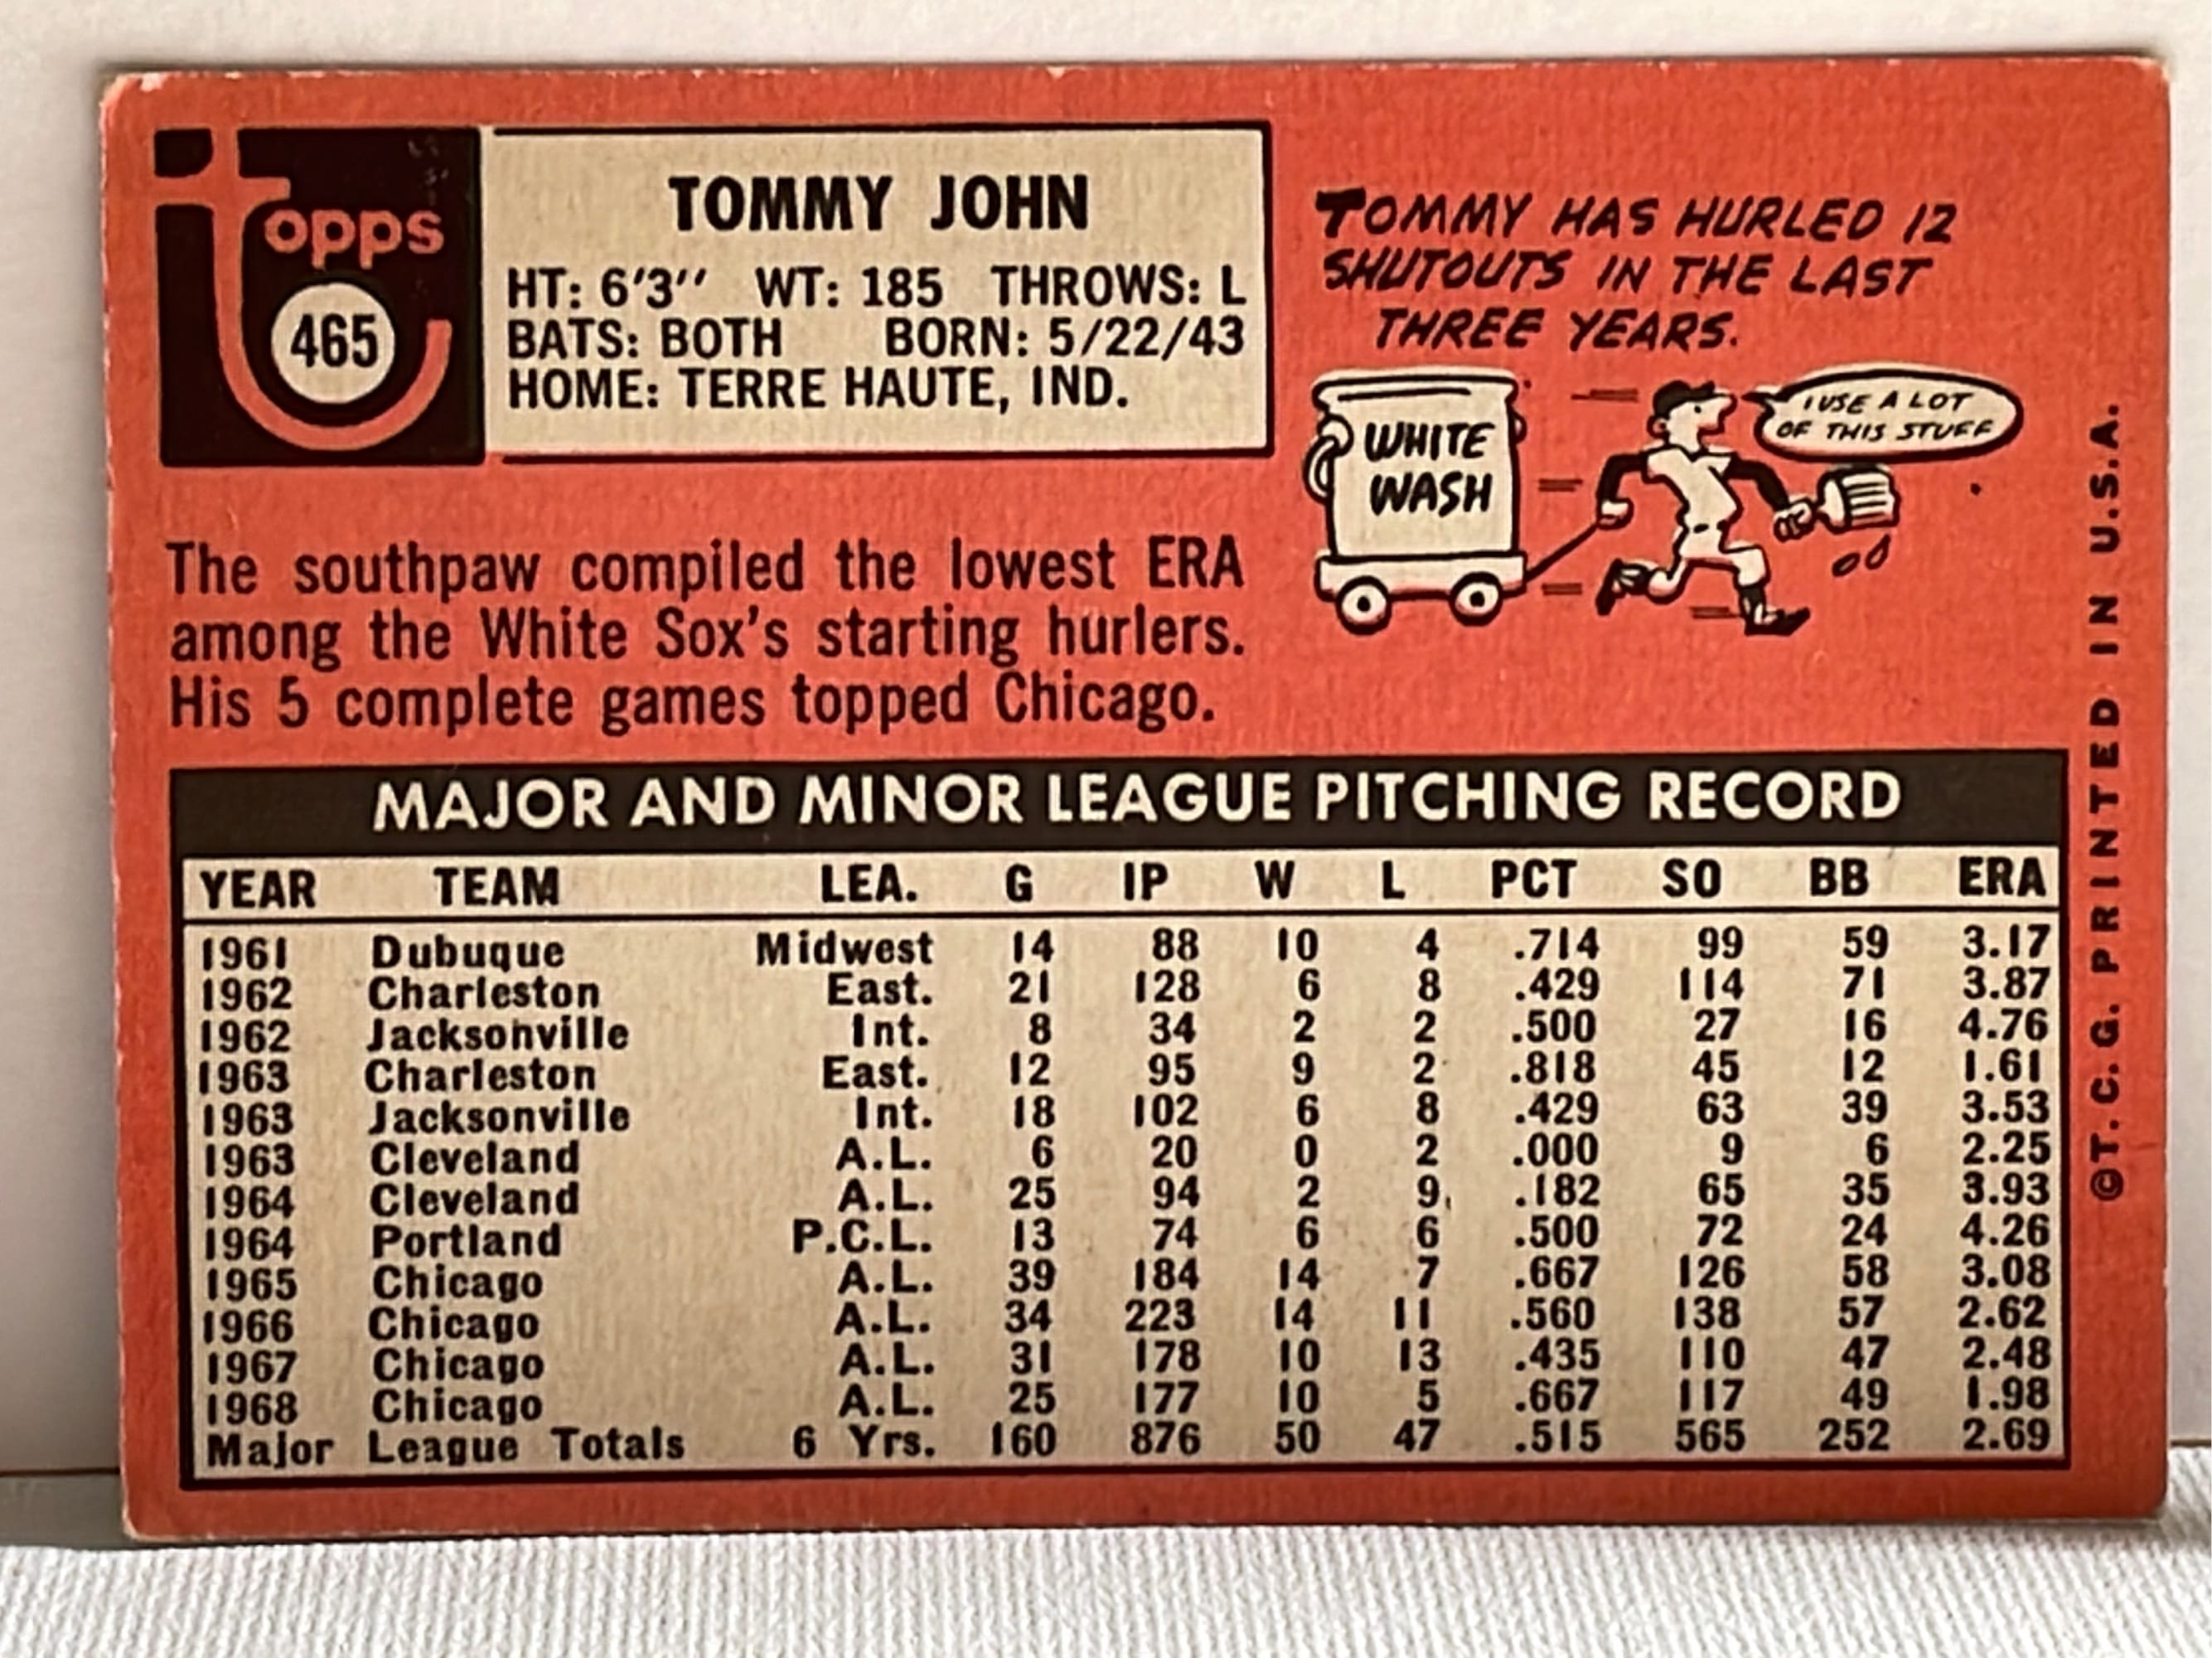 Topps
465
TOMMY JOHN
HT: 6'3'' WT: 185 THROWS: L
BATS: BOTH BORN: 5/22/43
HOME: TERRE HAUTE, IND.
TOMMY HAS HURLED 12
SHUTOUTS IN THE LAST
THREE YEARS.
WHITE
WASH
I USE A LOT
OF THIS STUFF
The southpaw compiled the lowest ERA
among the White Sox's starting hurlers.
His 5 complete games topped Chicago.
MAJOR AND MINOR LEAGUE PITCHING RECORD
YEAR TEAM LEA. G IP W L PCT SO BB ERA
1961 Dubuque Midwest 14 88 10 4 .714 99 59 3.17
1962 Charleston East. 21 128 6 8 .429 114 71 3.87
1962 Jacksonville Int. 8 34 2 2 .500 27 16 4.76
1963 Charleston East. 12 95 9 2 .818 45 12 1.61
1963 Jacksonville Int. 18 102 6 8 .429 63 39 3.53
1963 Cleveland A.L. 6 20 0 2 .000 9 6 2.25
1964 Cleveland A.L. 25 94 2 9 .182 65 35 3.93
1964 Portland P.C.L. 13 74 6 6 .500 72 24 4.26
1965 Chicago A.L. 39 184 14 7 .667 126 58 3.08
1966 Chicago A.L. 34 223 14 11 .560 138 57 2.62
1967 Chicago A.L. 31 178 10 13 .435 110 47 2.48
1968 Chicago A.L. 25 177 10 5 .667 117 49 1.98
Major League Totals 6 Yrs. 160 876 50 47 .515 565 252 2.69
©T.C.G. PRINTED IN U.S.A.